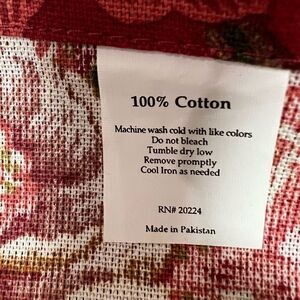 100% Cotton
Machine wash cold with like colors
Do not bleach
Tumble dry low
Remove promptly
Cool Iron as needed
RN# 20224
Made in Pakistan